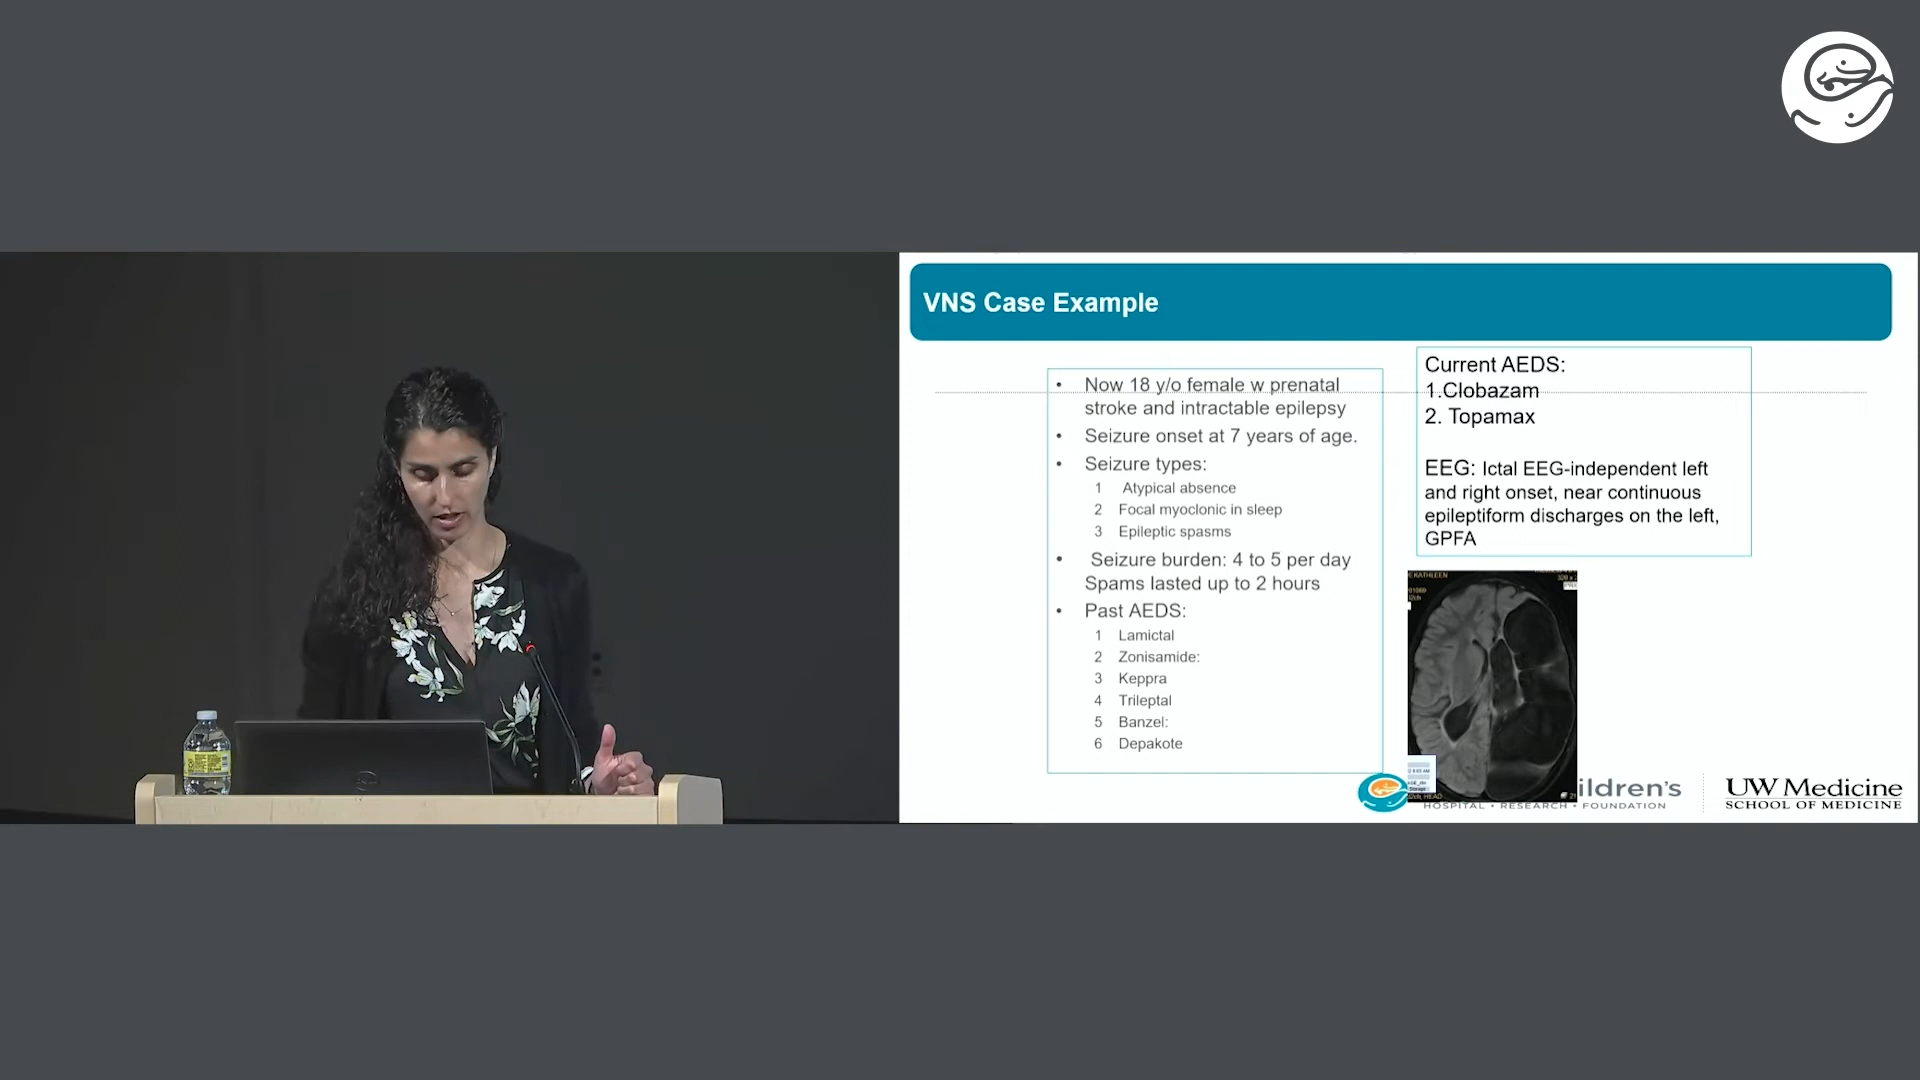 VNS Case Example
• Now 18 y/o female w prenatal
stroke and intractable epilepsy
• Seizure onset at 7 years of age.
• Seizure types:
1 Atypical absence
2 Focal myoclonic in sleep
3 Epileptic spasms
• Seizure burden: 4 to 5 per day
Spams lasted up to 2 hours
• Past AEDS:
1 Lamictal
2 Zonisamide:
3 Keppra
4 Trileptal
5 Banzel:
6 Depakote
Current AEDS:
1.Clobazam
2. Topamax
EEG: Ictal EEG-independent left
and right onset, near continuous
epileptiform discharges on the left,
GPFA
ildren's
HOSPITAL • RESEARCH • FOUNDATION
UW Medicine
SCHOOL OF MEDICINE